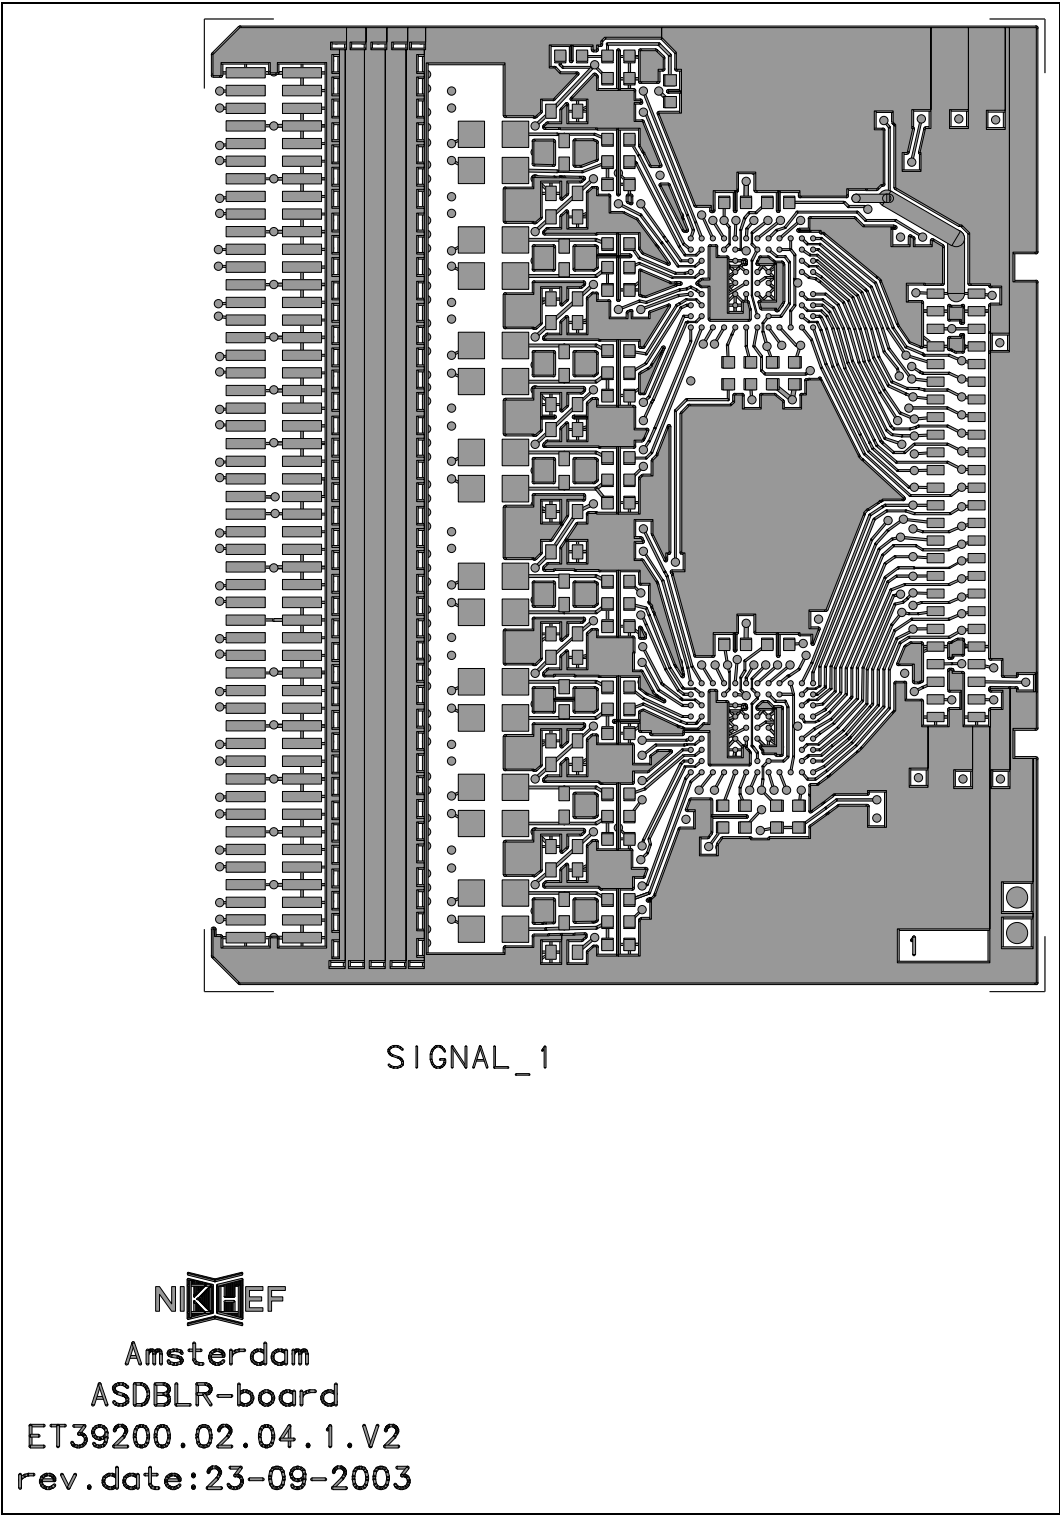 1
SIGNAL_1
NIKHEF
Amsterdam
ASDBLR-board
ET39200.02.04.1.V2
rev.date:23-09-2003